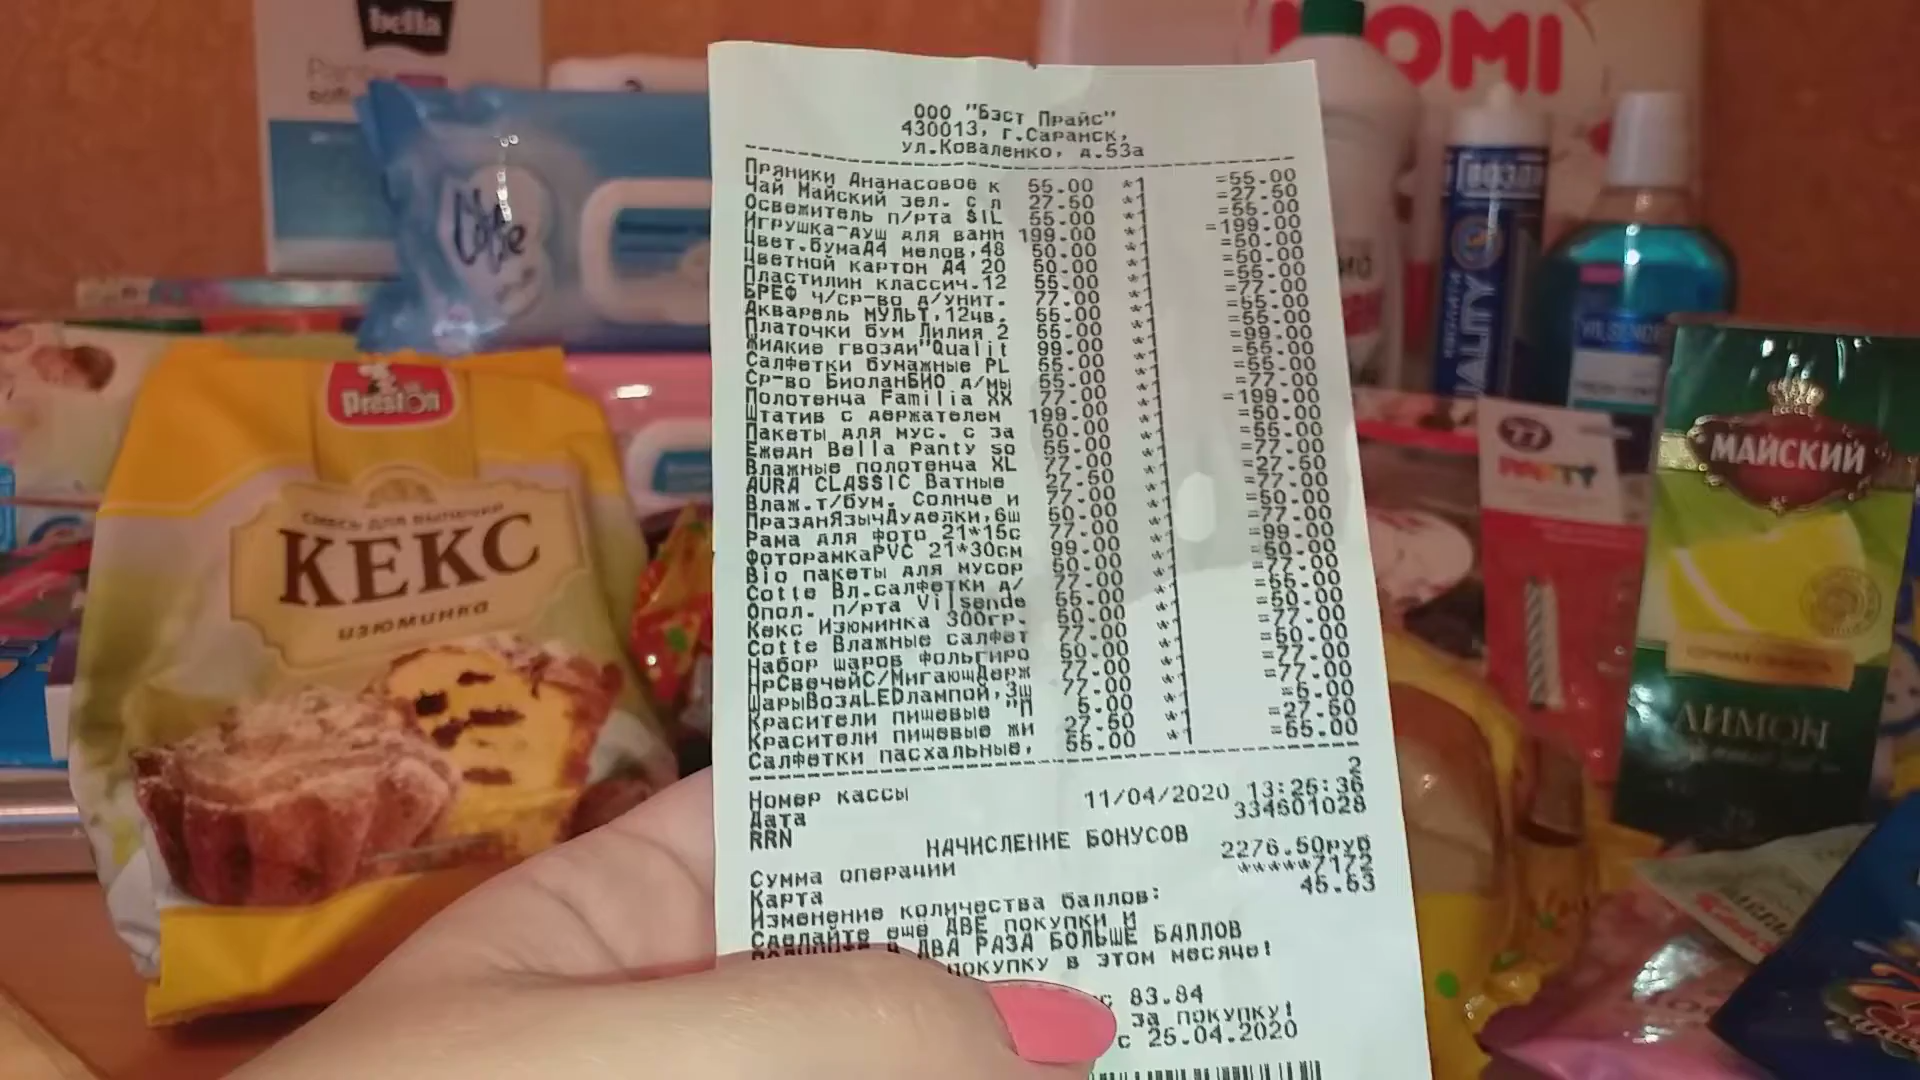 ООО "Бэст Прайс"
430013, г.Саранск,
ул.Коваленко, д.53а
Пряники Ананасовое к 55.00 *1 =55.00
Чай Майский зел. с л 27.50 *1 =27.50
Освежитель п/рта SIL 55.00 *1 =55.00
Игрушка-душ для ванн 199.00 *1 =199.00
Цвет.бумаА4 мелов,48 50.00 *1 =50.00
Цветной картон А4 20 50.00 *1 =50.00
Пластилин классич.12 55.00 *1 =55.00
БРЕФ ч/ср-во д/унит. 77.00 *1 =77.00
Акварель МУЛЬТ,12цв. 55.00 *1 =55.00
Платочки бум Лилия 2 55.00 *1 =55.00
Жидкие гвозди"Qualit 99.00 *1 =99.00
Салфетки бумажные PL 55.00 *1 =55.00
Ср-во БиоланБИО д/мы 55.00 *1 =55.00
Полотенца Familia XX 77.00 *1 =77.00
Штатив с держателем 199.00 *1 =199.00
Пакеты для мус. с за 50.00 *1 =50.00
Ежедн Bella Panty so 55.00 *1 =55.00
Влажные полотенца XL 77.00 *1 =77.00
AURA CLASSIC Ватные 27.50 *1 =27.50
Влаж.т/бум. Солнце и 77.00 *1 =77.00
ПразднЯзычДуделки,6ш 50.00 *1 =50.00
Рама для фото 21*15с 77.00 *1 =77.00
ФоторамкаPVC 21*30см 99.00 *1 =99.00
Bio пакеты для мусор 50.00 *1 =50.00
Cotte Вл.салфетки д/ 77.00 *1 =77.00
Опол. п/рта Vilsende 55.00 *1 =55.00
Кекс Изюминка 300гр. 50.00 *1 =50.00
Cotte Влажные салфет 77.00 *1 =77.00
Набор шаров фольгиро 50.00 *1 =50.00
НрСвечейС/МигающДерж 77.00 *1 =77.00
ШарыВоздLEDлампой,3ш 77.00 *1 =77.00
Красители пищевые "П 5.00 *1 =5.00
Красители пищевые жи 27.50 *1 =27.50
Салфетки пасхальные, 55.00 *1 =55.00
Номер кассы 2
Дата 11/04/2020 13:26:36
RRN 334601028
НАЧИСЛЕНИЕ БОНУСОВ
Сумма операции 2276.50руб
Карта *****7172
Изменение количества баллов: 45.53
Сделайте ещё ДВЕ покупки и
ДВА РАЗА БОЛЬШЕ БАЛЛОВ
покупку в этом месяце!
с 83.84
за покупку!
с 25.04.2020
bella
Panty
Cotte
Preston
СМЕСЬ ДЛЯ ВЫПЕЧКИ
КЕКС
ИЗЮМИНКА
QUALITY
VILSENDE
77
PARTY
МАЙСКИЙ
ЛИМОН
25